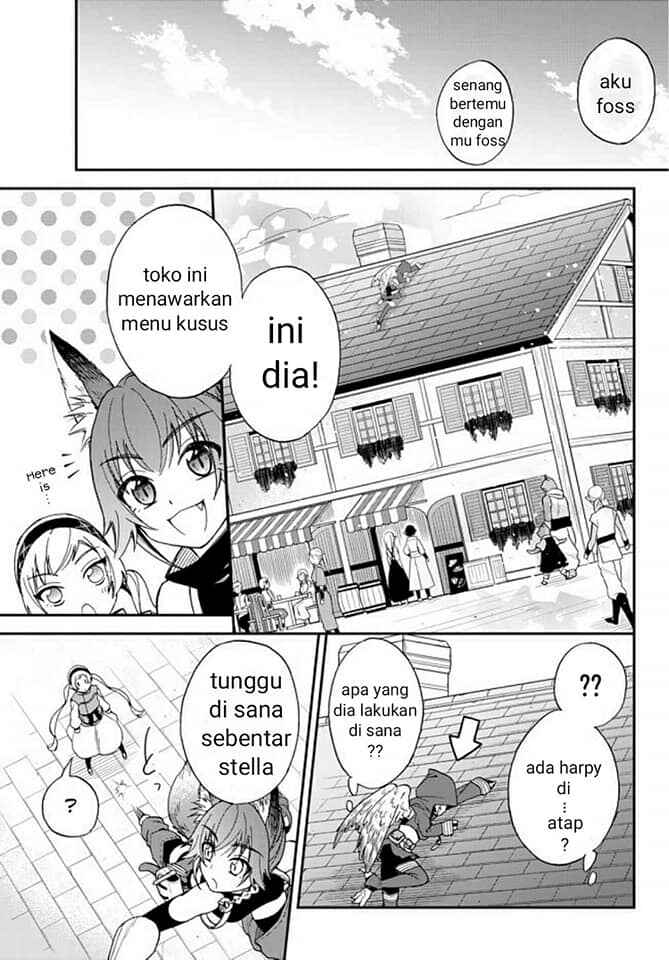 aku
foss
senang
bertemu
dengan
mu foss
ini
dia!
toko ini
menawarkan
menu kusus
Here
is...
??
ada harpy
di
...
atap
?
apa yang
dia lakukan
di sana
??
tunggu
di sana
sebentar
stella
?